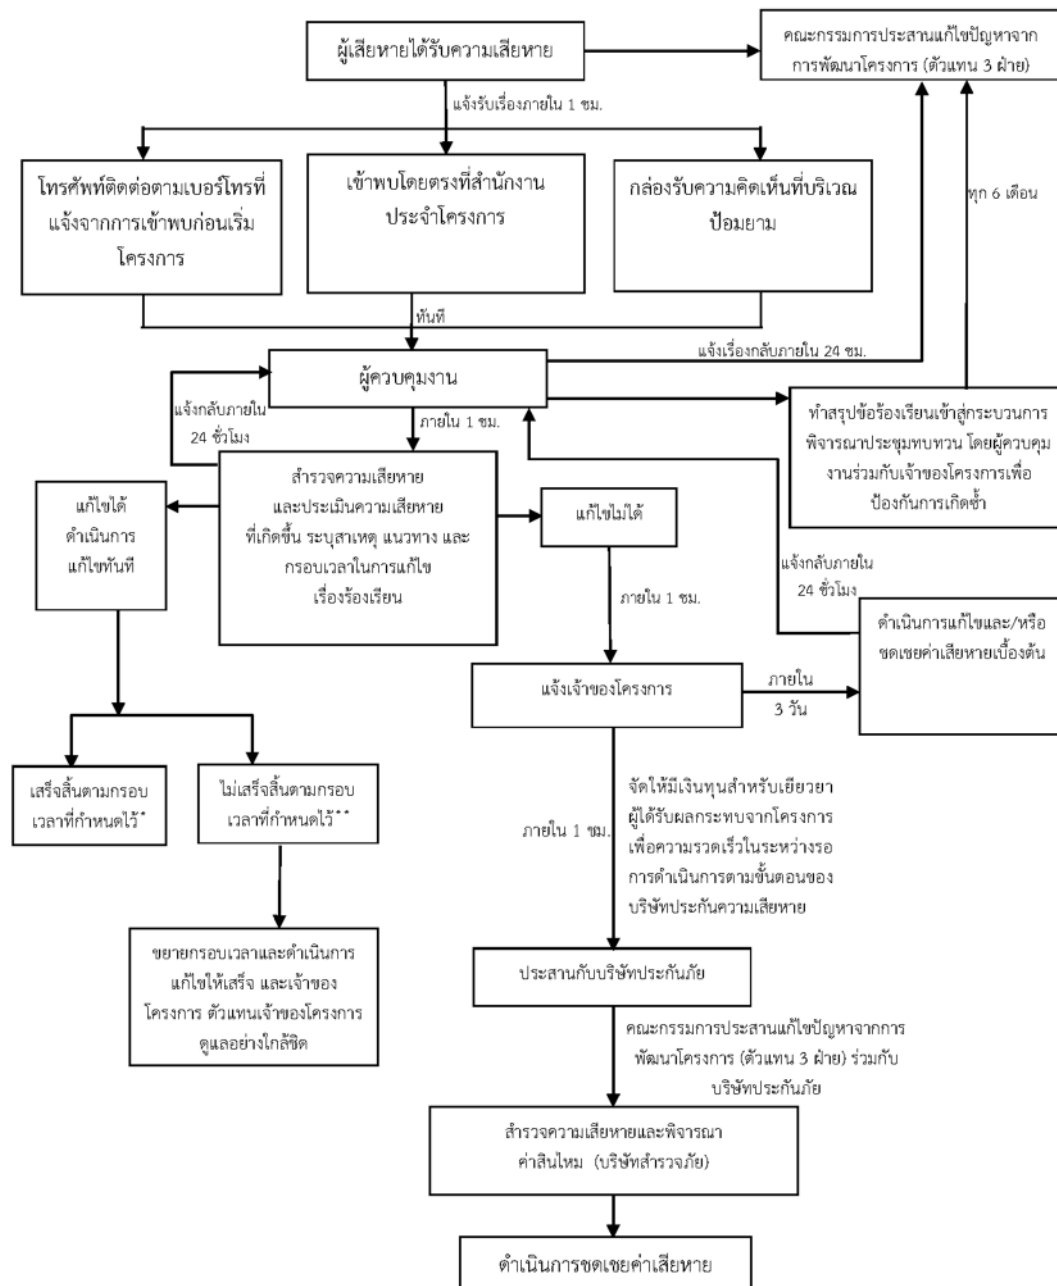 ผู้เสียหายได้รับความเสียหาย
คณะกรรมการประสานแก้ไขปัญหาจาก
การพัฒนาโครงการ (ตัวแทน 3 ฝ่าย)
แจ้งรับเรื่องภายใน 1 ชม.
โทรศัพท์ติดต่อตามเบอร์โทรที่
แจ้งจากการเข้าพบก่อนเริ่ม
โครงการ
เข้าพบโดยตรงที่สำนักงาน
ประจำโครงการ
กล่องรับความคิดเห็นที่บริเวณ
ป้อมยาม
ทุก 6 เดือน
ทันที
แจ้งเรื่องกลับภายใน 24 ชม.
ผู้ควบคุมงาน
แจ้งกลับภายใน
24 ชั่วโมง
ภายใน 1 ชม.
ทำสรุปข้อร้องเรียนเข้าสู่กระบวนการ
พิจารณาประชุมทบทวน โดยผู้ควบคุม
งานร่วมกับเจ้าของโครงการเพื่อ
ป้องกันการเกิดซ้ำ
สำรวจความเสียหาย
และประเมินความเสียหาย
ที่เกิดขึ้น ระบุสาเหตุ แนวทาง และ
กรอบเวลาในการแก้ไข
เรื่องร้องเรียน
แก้ไขได้
ดำเนินการ
แก้ไขทันที
แก้ไขไม่ได้
แจ้งกลับภายใน
24 ชั่วโมง
ภายใน 1 ชม.
ดำเนินการแก้ไขและ/หรือ
ชดเชยค่าเสียหายเบื้องต้น
แจ้งเจ้าของโครงการ
ภายใน
3 วัน
เสร็จสิ้นตามกรอบ
เวลาที่กำหนดไว้*
ไม่เสร็จสิ้นตามกรอบ
เวลาที่กำหนดไว้**
ภายใน 1 ชม.
จัดให้มีเงินทุนสำหรับเยียวยา
ผู้ได้รับผลกระทบจากโครงการ
เพื่อความรวดเร็วในระหว่างรอ
การดำเนินการตามขั้นตอนของ
บริษัทประกันความเสียหาย
ขยายกรอบเวลาและดำเนินการ
แก้ไขให้เสร็จ และเจ้าของ
โครงการ ตัวแทนเจ้าของโครงการ
ดูแลอย่างใกล้ชิด
ประสานกับบริษัทประกันภัย
คณะกรรมการประสานแก้ไขปัญหาจากการ
พัฒนาโครงการ (ตัวแทน 3 ฝ่าย) ร่วมกับ
บริษัทประกันภัย
สำรวจความเสียหายและพิจารณา
ค่าสินไหม (บริษัทสำรวจภัย)
ดำเนินการชดเชยค่าเสียหาย